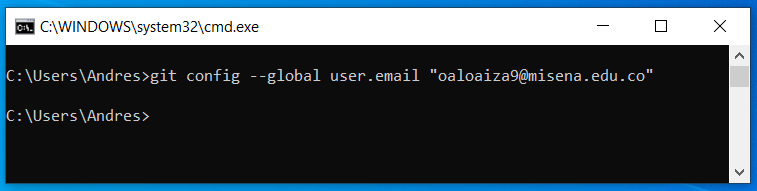 C:\WINDOWS\system32\cmd.exe
C:\Users\Andres>git config --global user.email "oaloaiza9@misena.edu.co"
C:\Users\Andres>